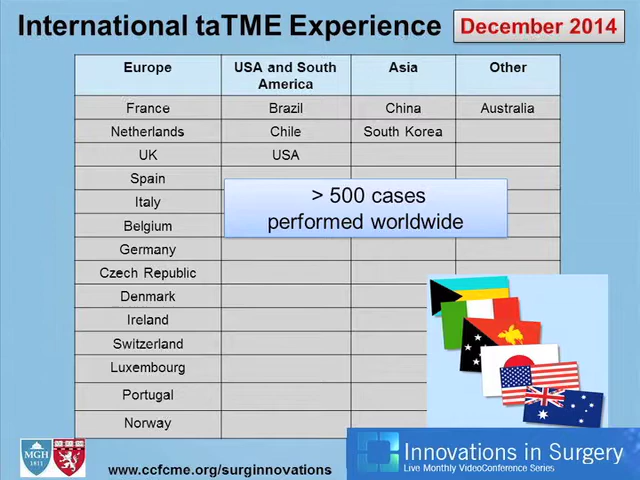 International taTME Experience
December 2014
Europe
USA and South America
Asia
Other
France
Brazil
China
Australia
Netherlands
Chile
South Korea
UK
USA
Spain
Italy
Belgium
Germany
Czech Republic
Denmark
Ireland
Switzerland
Luxembourg
Portugal
Norway
> 500 cases
performed worldwide
MGH
1811
www.ccfcme.org/surginnovations
Innovations in Surgery
Live Monthly VideoConference Series